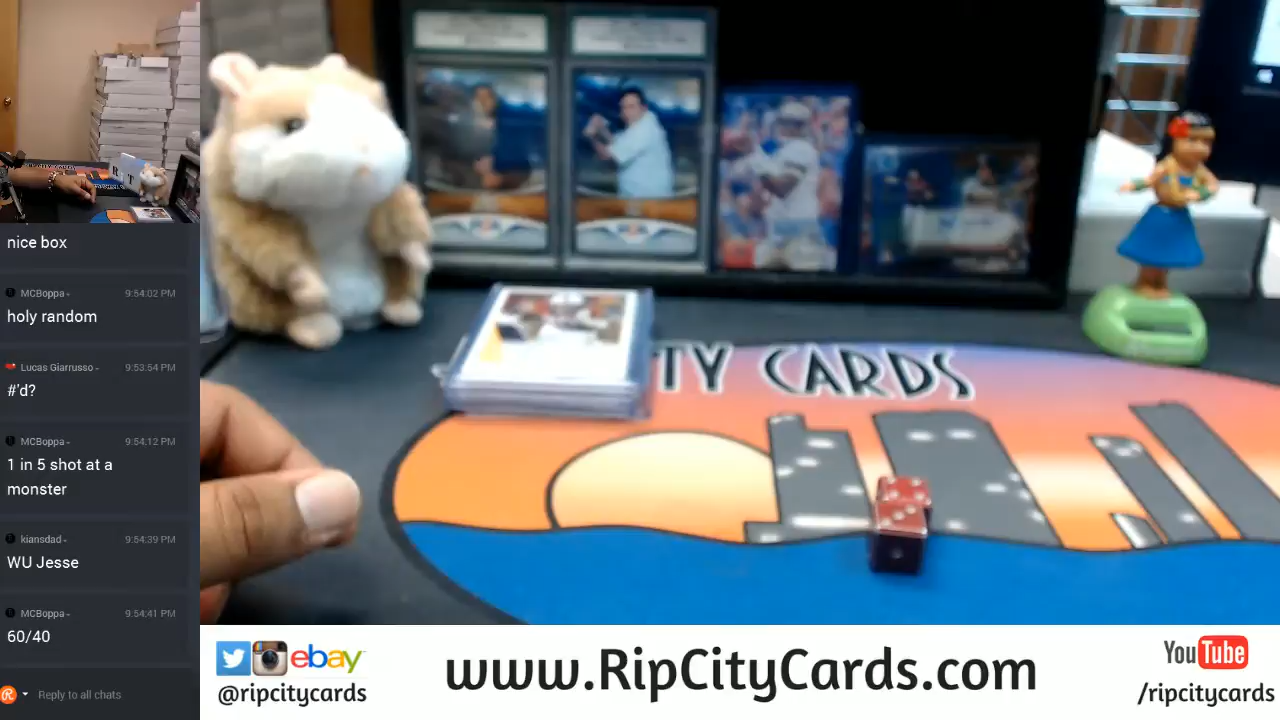 nice box
MCBoppa-
9:54:02 PM
holy random
Lucas Giarrusso-
9:53:54 PM
#'d?
MCBoppa-
9:54:12 PM
1 in 5 shot at a
monster
kiansdad-
9:54:39 PM
WU Jesse
MCBoppa-
9:54:41 PM
60/40
Reply to all chats
TY CARDS
ebay
@ripcitycards
www.RipCityCards.com
YouTube
/ripcitycards